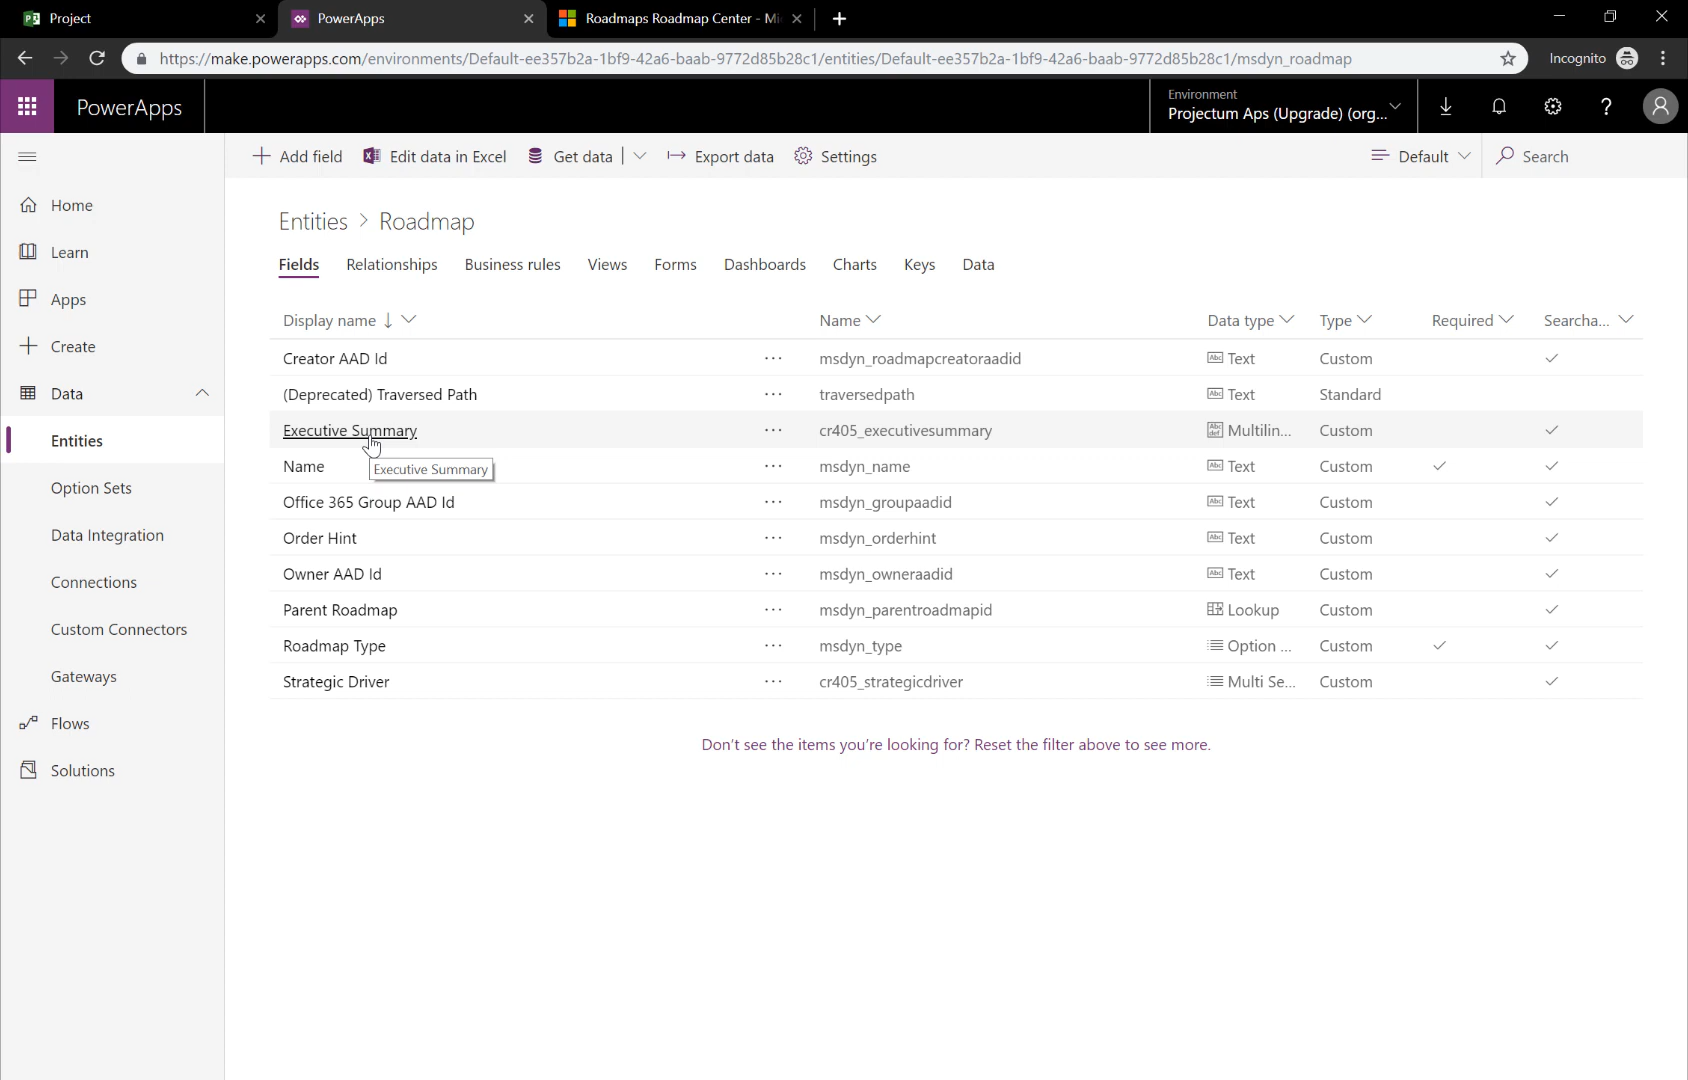 Project
PowerApps
Roadmaps Roadmap Center - Mi
https://make.powerapps.com/environments/Default-ee357b2a-1bf9-42a6-baab-9772d85b28c1/entities/Default-ee357b2a-1bf9-42a6-baab-9772d85b28c1/msdyn_roadmap
Incognito
PowerApps
Environment
Projectum Aps (Upgrade) (org...
?
Add field
Edit data in Excel
Get data
Export data
Settings
Default
Search
Home
Learn
Apps
Create
Data
Entities
Option Sets
Data Integration
Connections
Custom Connectors
Gateways
Flows
Solutions
Entities > Roadmap
Fields Relationships Business rules Views Forms Dashboards Charts Keys Data
Display name Name Data type Type Required Searcha...
Creator AAD Id ... msdyn_roadmapcreatoraadid Abc Text Custom
(Deprecated) Traversed Path ... traversedpath Abc Text Standard
Executive Summary ... cr405_executivesummary Abc def Multilin... Custom
Name ... msdyn_name Abc Text Custom
Executive Summary
Office 365 Group AAD Id ... msdyn_groupaadid Abc Text Custom
Order Hint ... msdyn_orderhint Abc Text Custom
Owner AAD Id ... msdyn_owneraadid Abc Text Custom
Parent Roadmap ... msdyn_parentroadmapid Lookup Custom
Roadmap Type ... msdyn_type Option ... Custom
Strategic Driver ... cr405_strategicdriver Multi Se... Custom
Don't see the items you're looking for? Reset the filter above to see more.